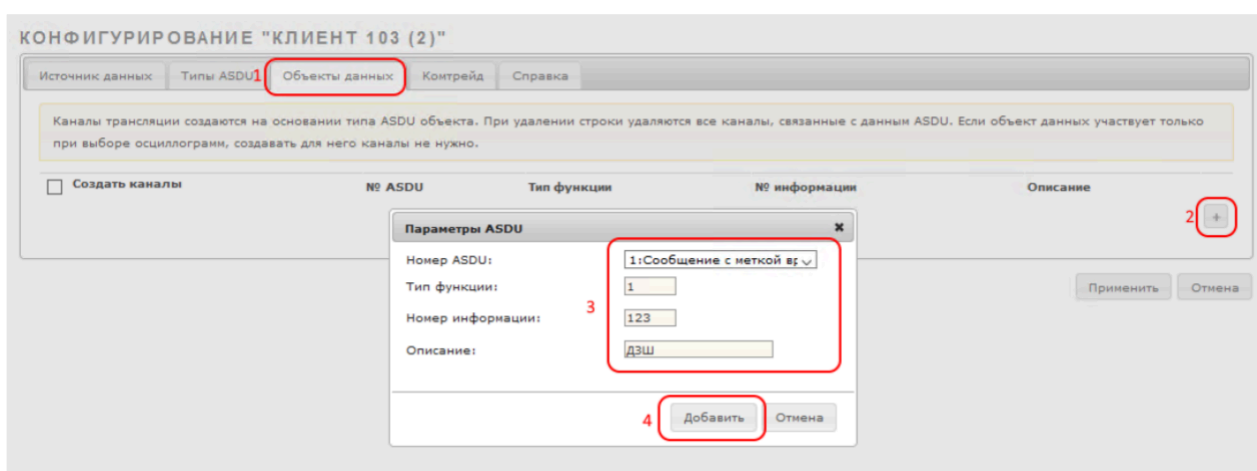 КОНФИГУРИРОВАНИЕ "КЛИЕНТ 103 (2)"
Источник данных Типы ASDU 1 Объекты данных Контрейд Справка
Каналы трансляции создаются на основании типа ASDU объекта. При удалении строки удаляются все каналы, связанные с данным ASDU. Если объект данных участвует только
при выборе осциллограмм, создавать для него каналы не нужно.
Создать каналы № ASDU Тип функции № информации Описание
2 +
Параметры ASDU ✖
Номер ASDU: 1:Сообщение с меткой вр
Тип функции: 1
3
Номер информации: 123
Описание: ДЗШ
Применить Отмена
4 Добавить Отмена